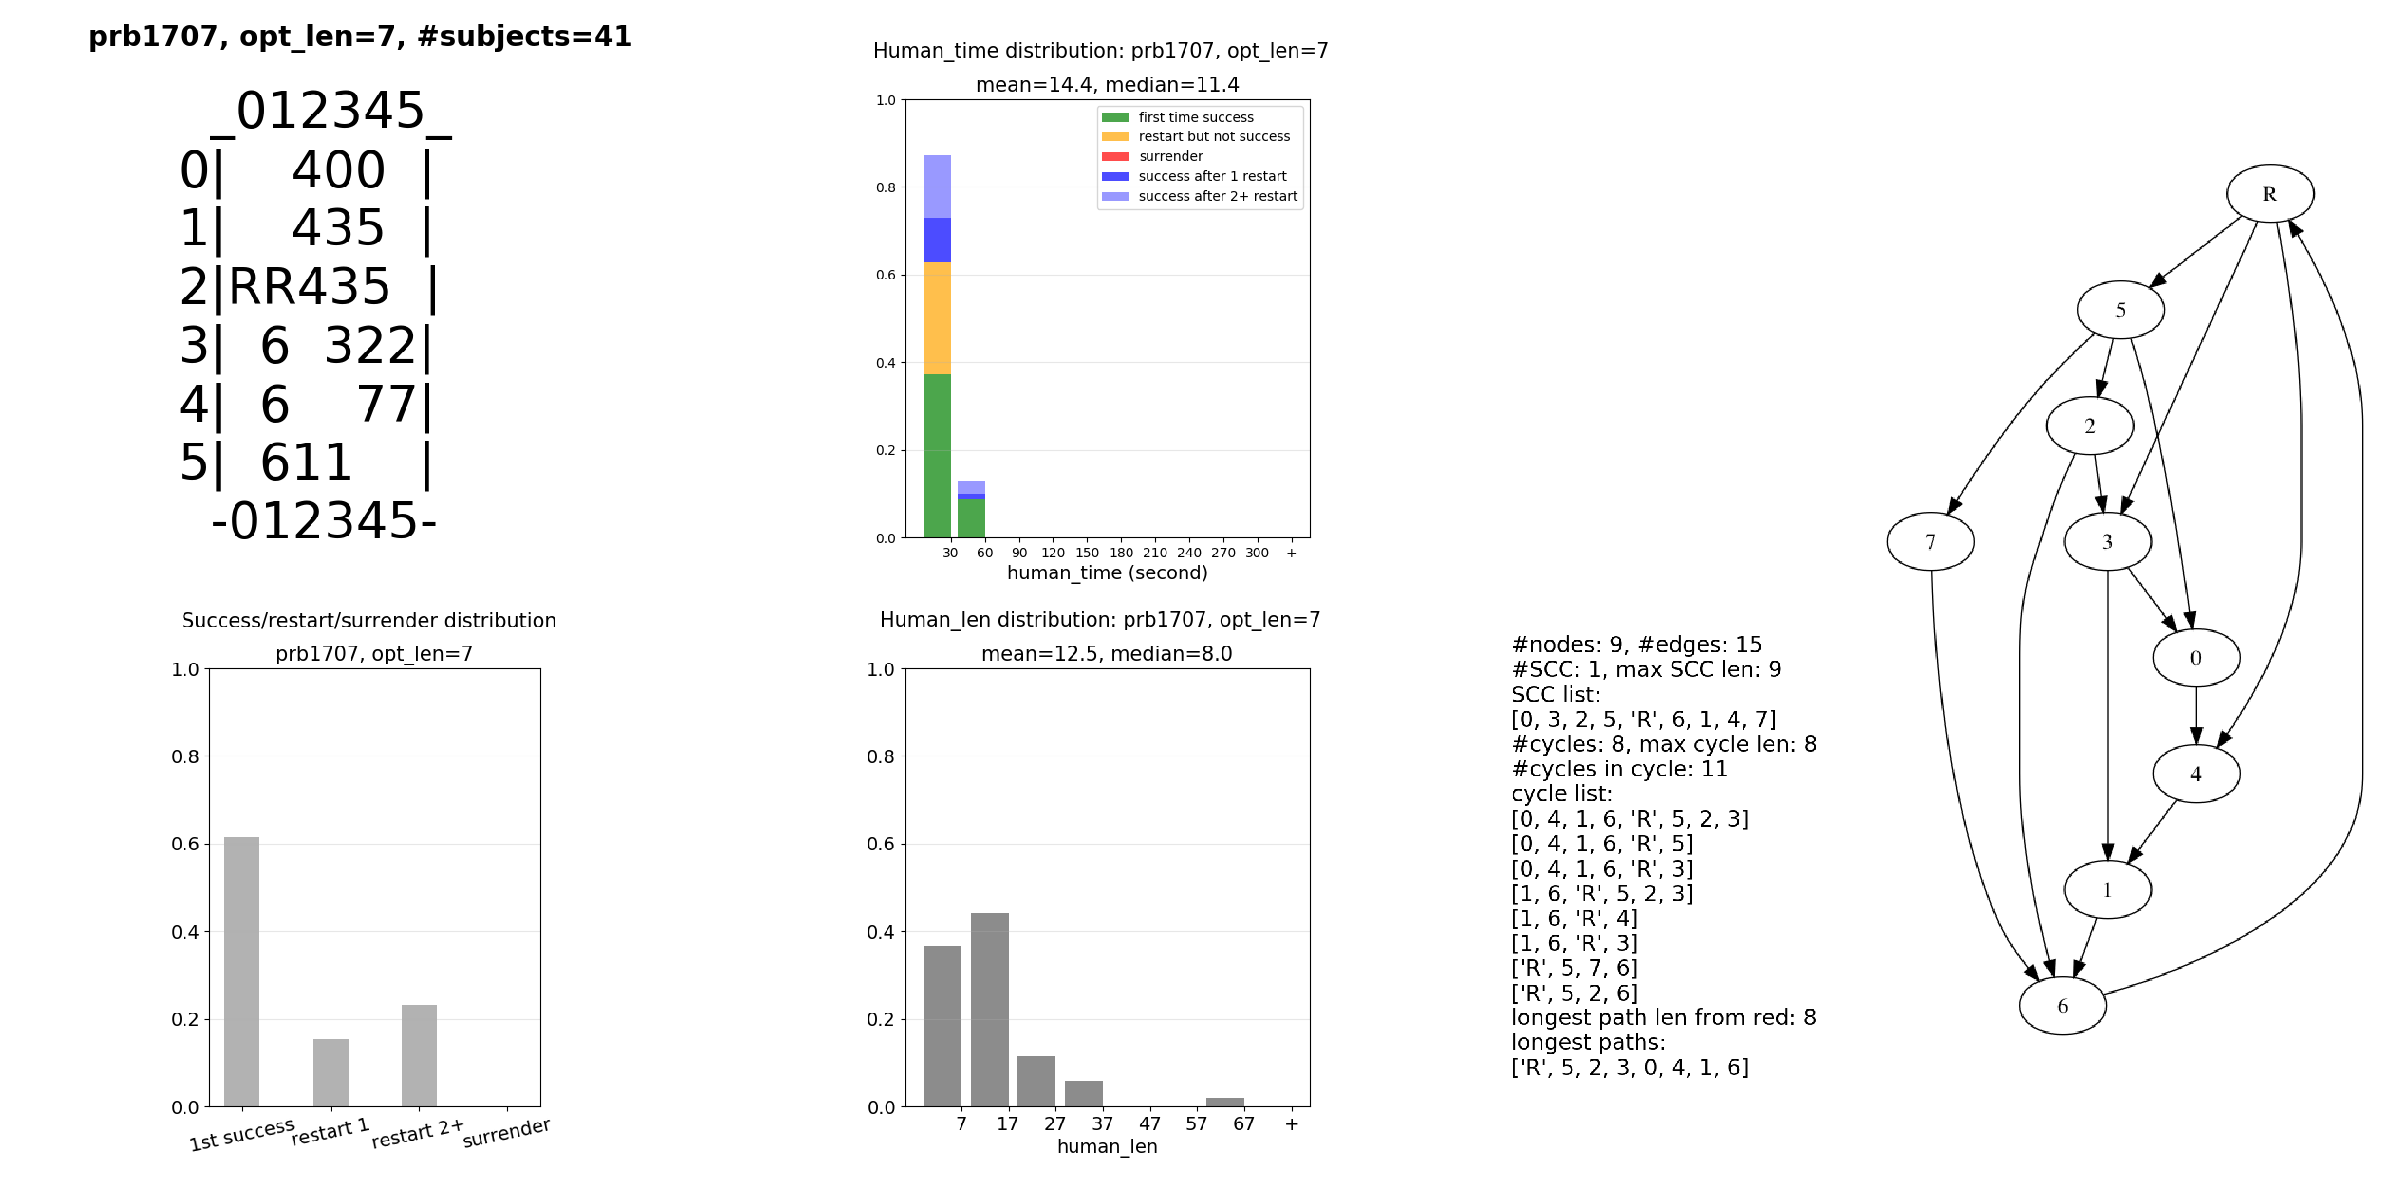 prb1707, opt_len=7, #subjects=41
_012345_
0|  400 |
1|  435 |
2|RR435 |
3| 6 322|
4| 6  77|
5| 611  |
-012345-
Human_time distribution: prb1707, opt_len=7
mean=14.4, median=11.4
1.0
0.8
0.6
0.4
0.2
0.0
first time success
restart but not success
surrender
success after 1 restart
success after 2+ restart
30 60 90 120 150 180 210 240 270 300 +
human_time (second)
Success/restart/surrender distribution
prb1707, opt_len=7
1.0
0.8
0.6
0.4
0.2
0.0
1st success restart 1 restart 2+ surrender
Human_len distribution: prb1707, opt_len=7
mean=12.5, median=8.0
1.0
0.8
0.6
0.4
0.2
0.0
7 17 27 37 47 57 67 +
human_len
#nodes: 9, #edges: 15
#SCC: 1, max SCC len: 9
SCC list:
[0, 3, 2, 5, 'R', 6, 1, 4, 7]
#cycles: 8, max cycle len: 8
#cycles in cycle: 11
cycle list:
[0, 4, 1, 6, 'R', 5, 2, 3]
[0, 4, 1, 6, 'R', 5]
[0, 4, 1, 6, 'R', 3]
[1, 6, 'R', 5, 2, 3]
[1, 6, 'R', 4]
[1, 6, 'R', 3]
['R', 5, 7, 6]
['R', 5, 2, 6]
longest path len from red: 8
longest paths:
['R', 5, 2, 3, 0, 4, 1, 6]
R
5
2
7
3
0
4
1
6